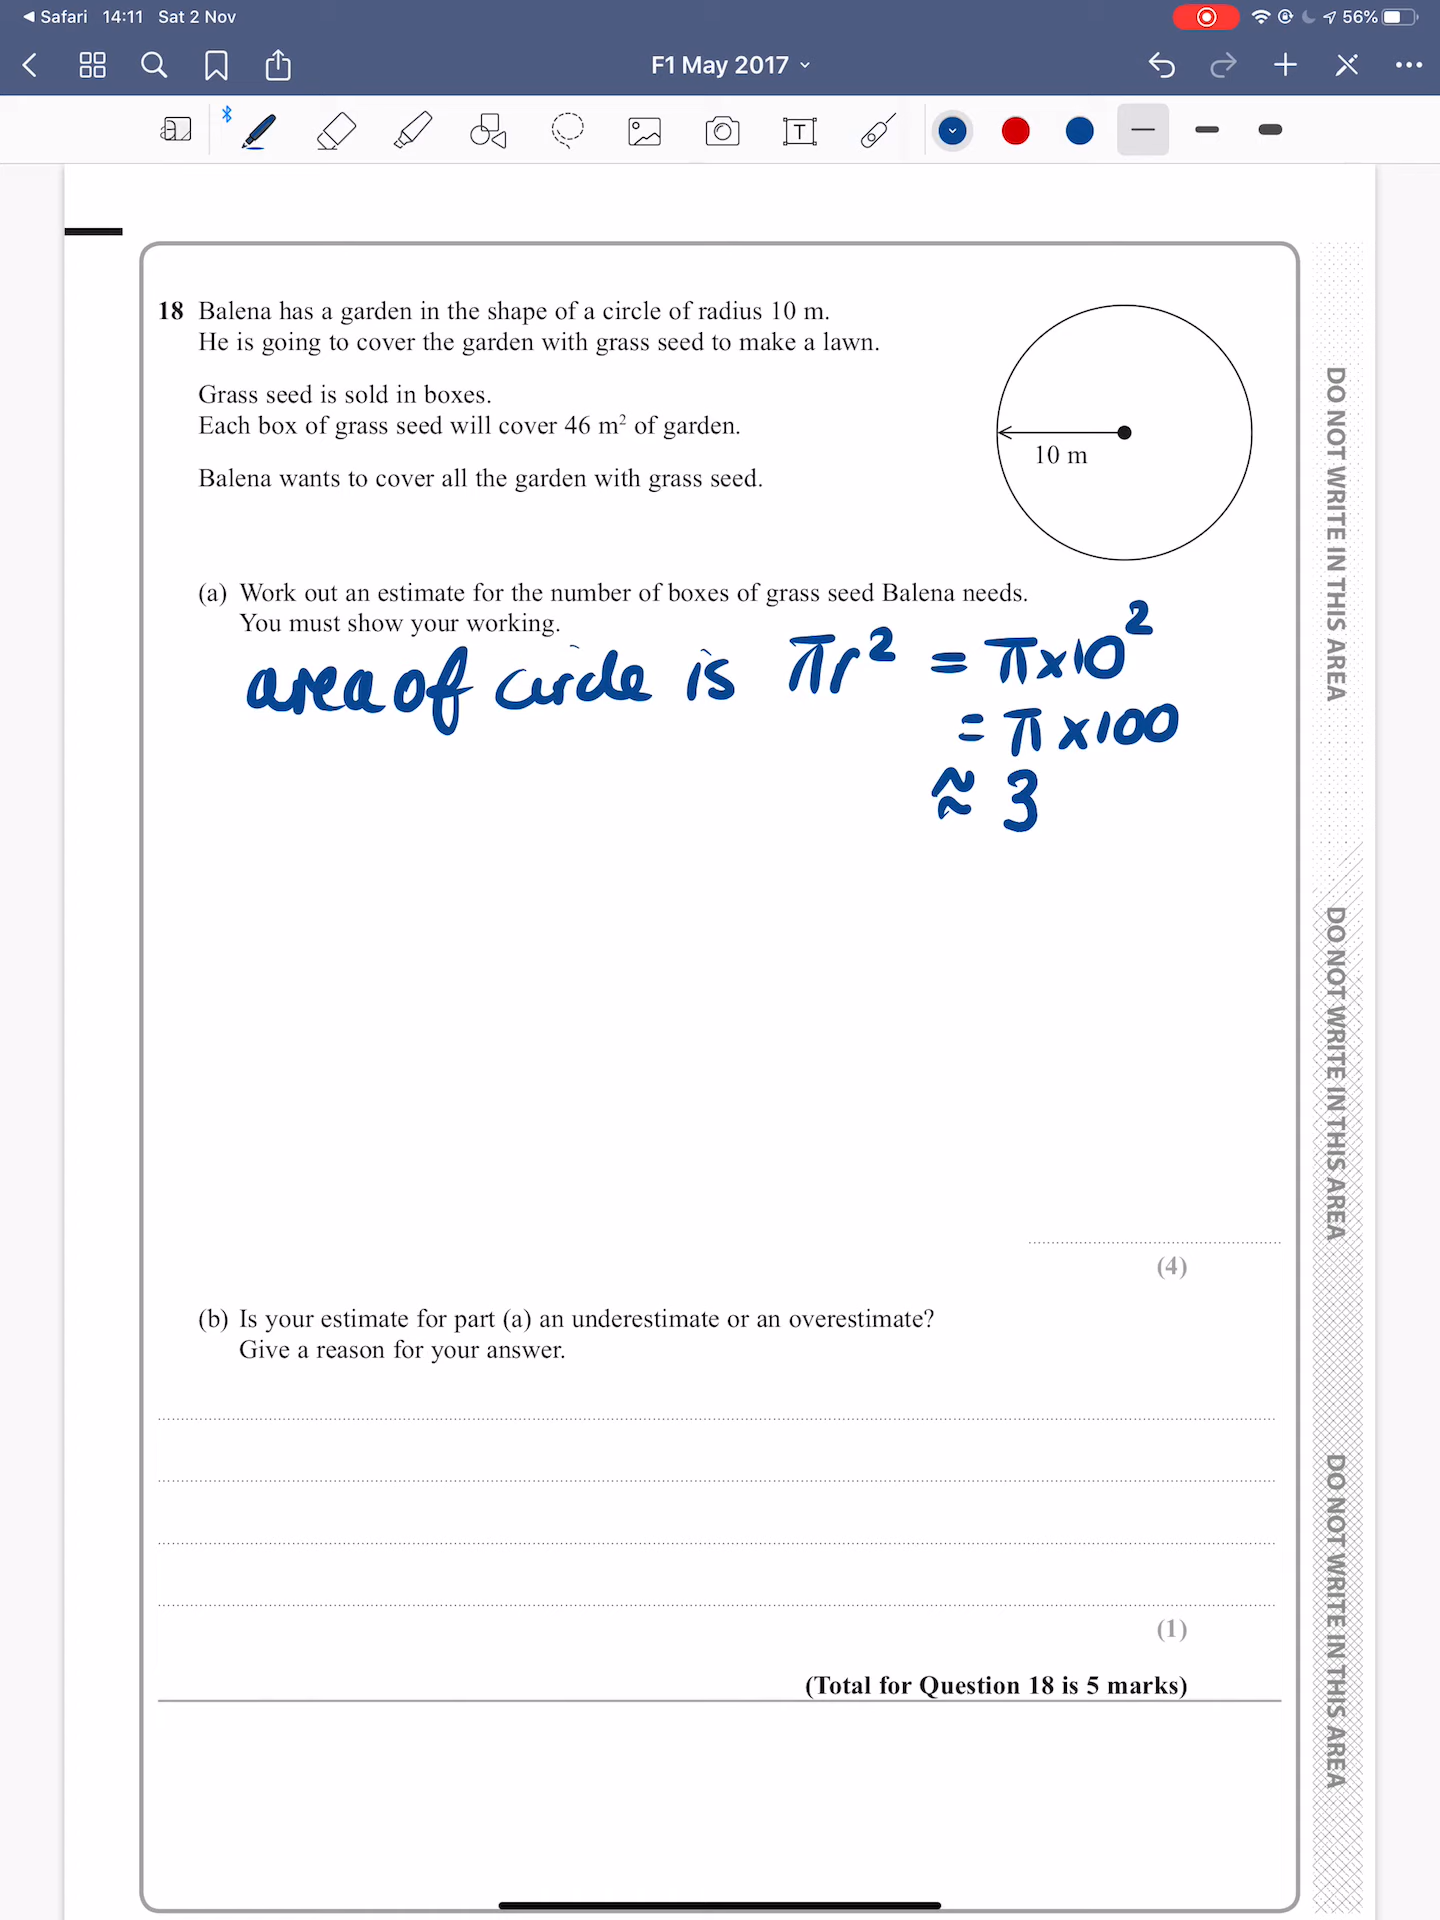 Safari 14:11 Sat 2 Nov 56%
F1 May 2017
18 Balena has a garden in the shape of a circle of radius 10 m.
He is going to cover the garden with grass seed to make a lawn.
Grass seed is sold in boxes.
Each box of grass seed will cover 46 m² of garden.
Balena wants to cover all the garden with grass seed.
10 m
(a) Work out an estimate for the number of boxes of grass seed Balena needs.
You must show your working.
area of circle is πr² = π×10²
= π×100
≈ 3
(4)
(b) Is your estimate for part (a) an underestimate or an overestimate?
Give a reason for your answer.
(1)
(Total for Question 18 is 5 marks)
DO NOT WRITE IN THIS AREA
DO NOT WRITE IN THIS AREA
DO NOT WRITE IN THIS AREA